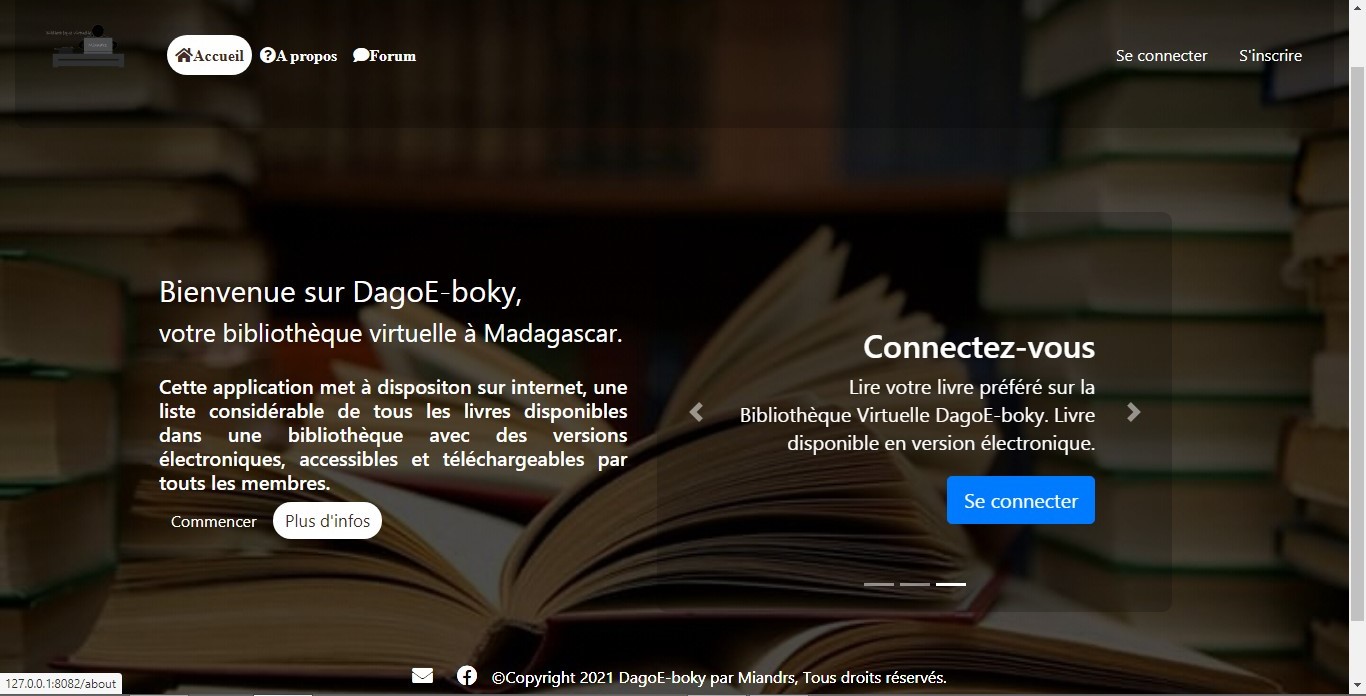 Accueil
A propos
Forum
Se connecter
S'inscrire
Bienvenue sur DagoE-boky,
votre bibliothèque virtuelle à Madagascar.
Cette application met à dispositon sur internet, une
liste considérable de tous les livres disponibles
dans une bibliothèque avec des versions
électroniques, accessibles et téléchargeables par
touts les membres.
Commencer
Plus d'infos
Connectez-vous
Lire votre livre préféré sur la
Bibliothèque Virtuelle DagoE-boky. Livre
disponible en version électronique.
Se connecter
©Copyright 2021 DagoE-boky par Miandrs, Tous droits réservés.
127.0.0.1:8082/about